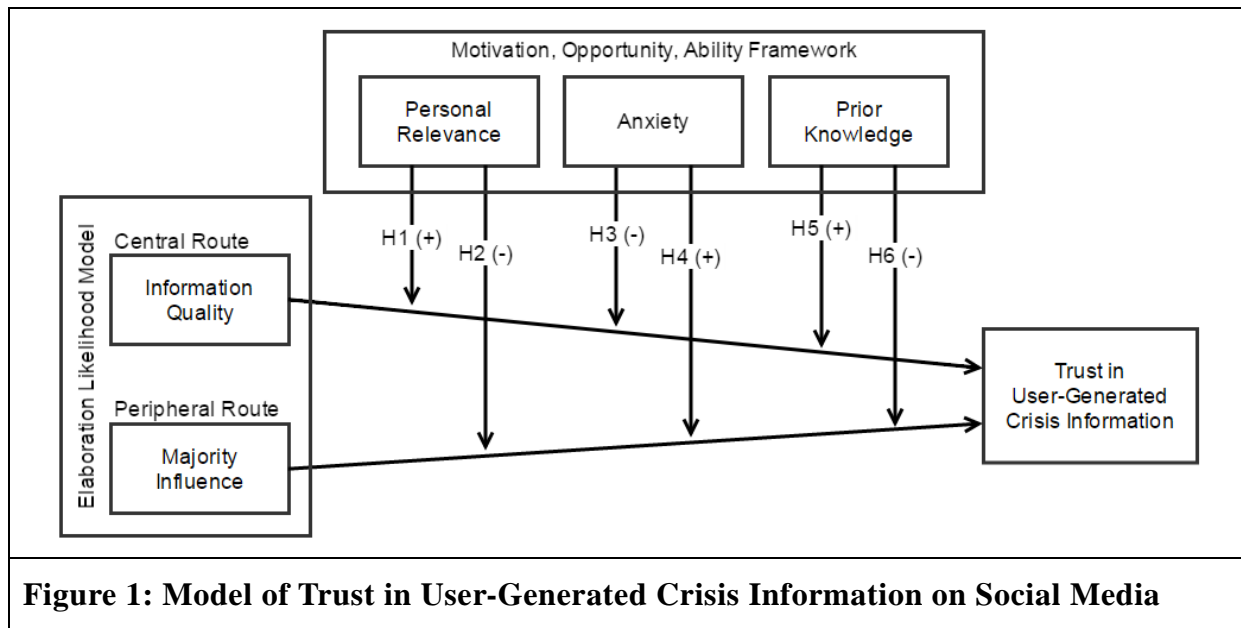 Motivation, Opportunity, Ability Framework
Personal
Relevance
Anxiety
Prior
Knowledge
H1 (+)
H2 (-)
H3 (-)
H4 (+)
H5 (+)
H6 (-)
Elaboration Likelihood Model
Central Route
Information
Quality
Peripheral Route
Majority
Influence
Trust in
User-Generated
Crisis Information
Figure 1: Model of Trust in User-Generated Crisis Information on Social Media